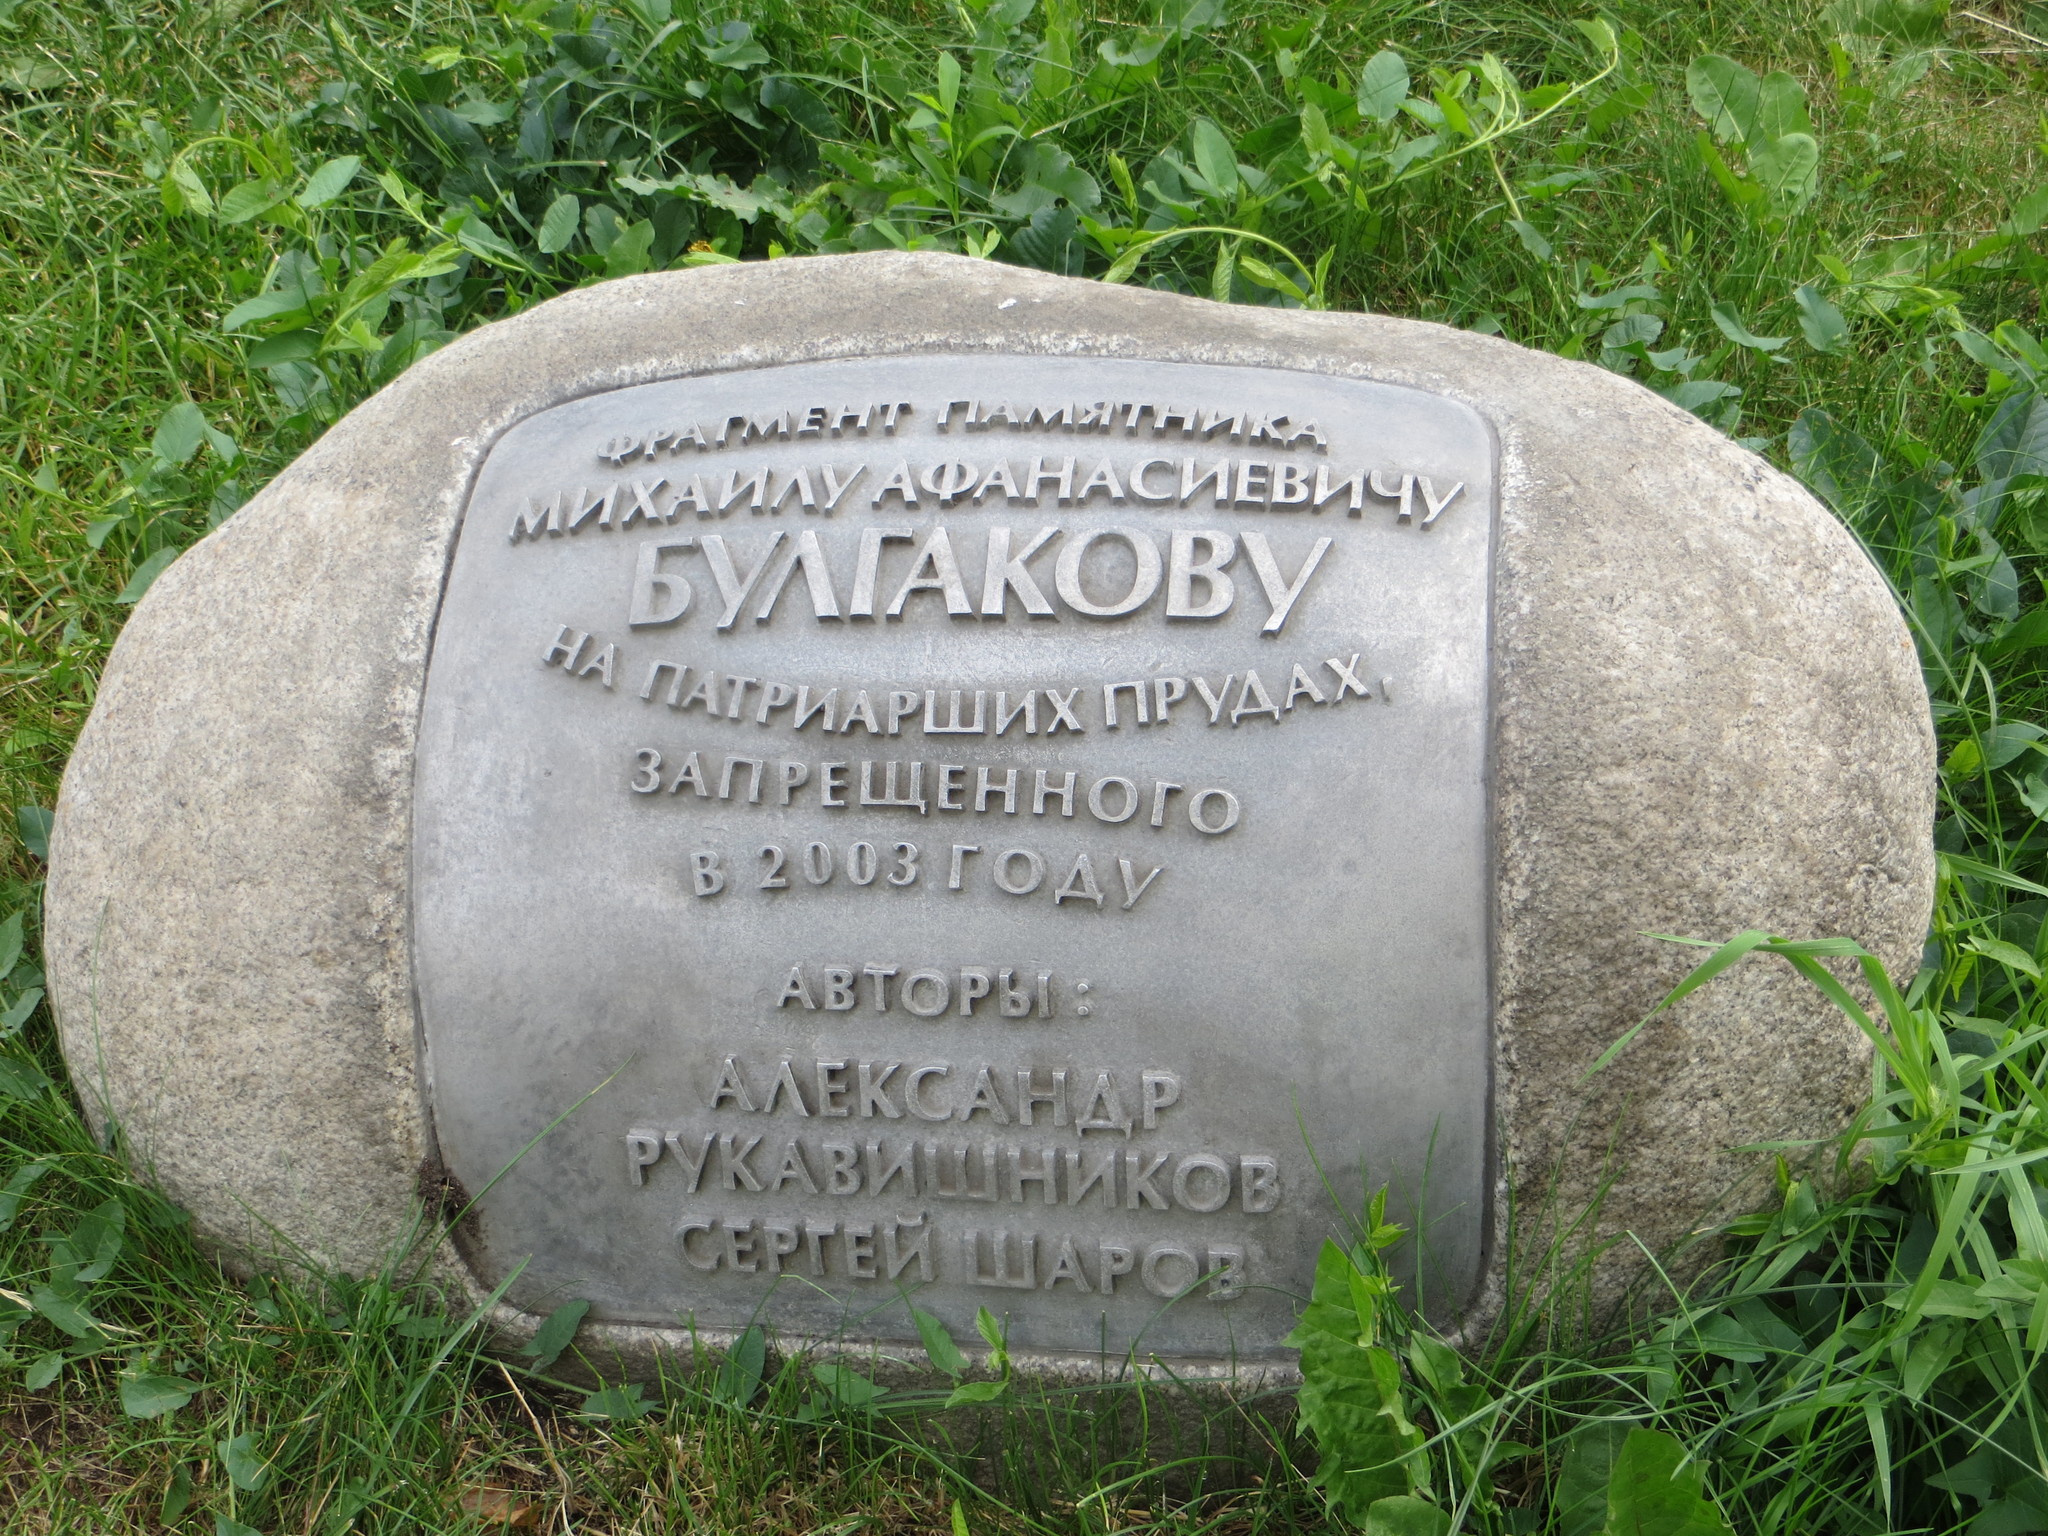 ФРАГМЕНТ ПАМЯТНИКА
МИХАИЛУ АФАНАСИЕВИЧУ
БУЛГАКОВУ
НА ПАТРИАРШИХ ПРУДАХ,
ЗАПРЕЩЕННОГО
В 2003 ГОДУ
АВТОРЫ:
АЛЕКСАНДР
РУКАВИШНИКОВ
СЕРГЕЙ ШАРОВ